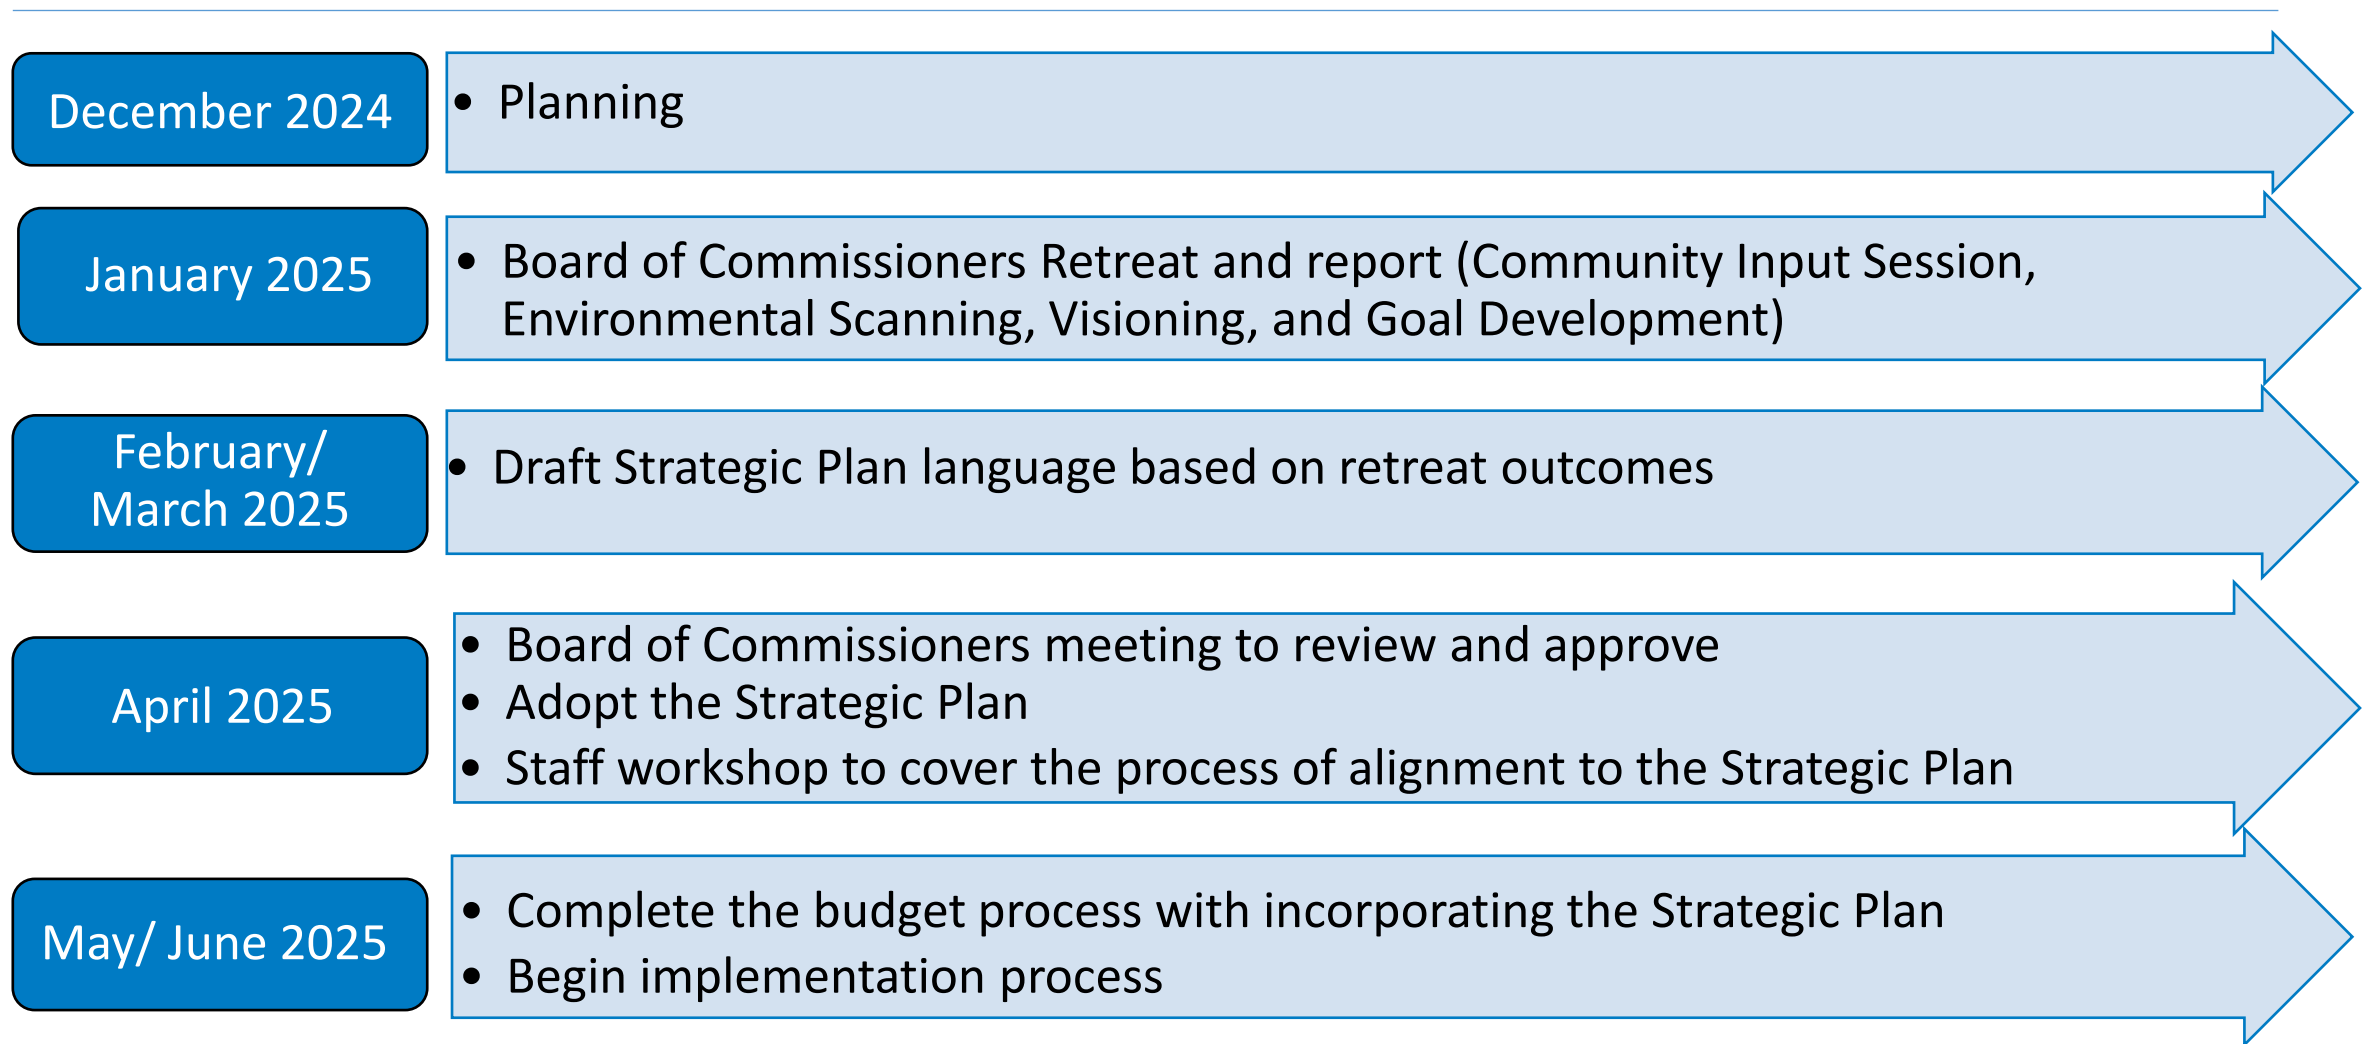 December 2024
• Planning
January 2025
• Board of Commissioners Retreat and report (Community Input Session,
Environmental Scanning, Visioning, and Goal Development)
February/
March 2025
• Draft Strategic Plan language based on retreat outcomes
April 2025
• Board of Commissioners meeting to review and approve
• Adopt the Strategic Plan
• Staff workshop to cover the process of alignment to the Strategic Plan
May/ June 2025
• Complete the budget process with incorporating the Strategic Plan
• Begin implementation process